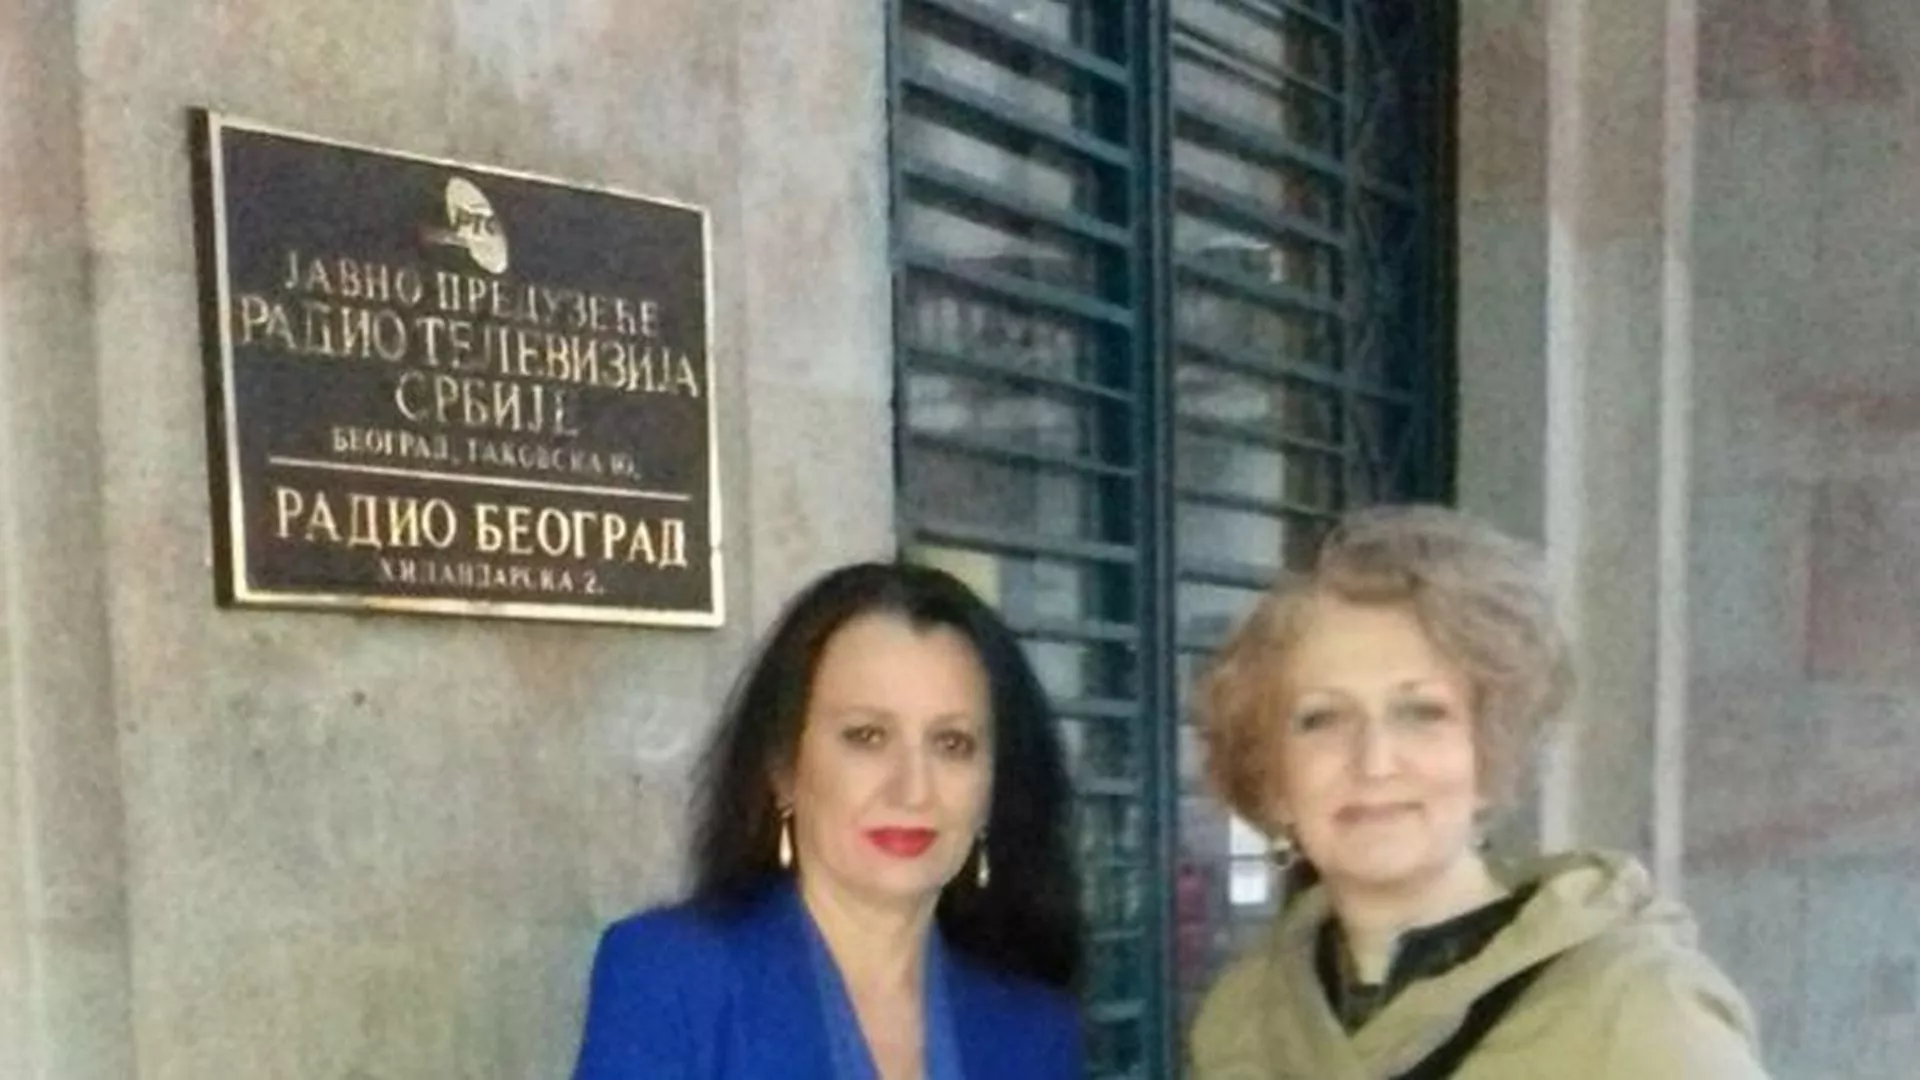 РТС
ЈАВНО ПРЕДУЗЕЋЕ
РАДИО ТЕЛЕВИЗИЈА
СРБИЈЕ
БЕОГРАД, ТАКОВСКА 10.
РАДИО БЕОГРАД
ХИЛАНДАРСКА 2.